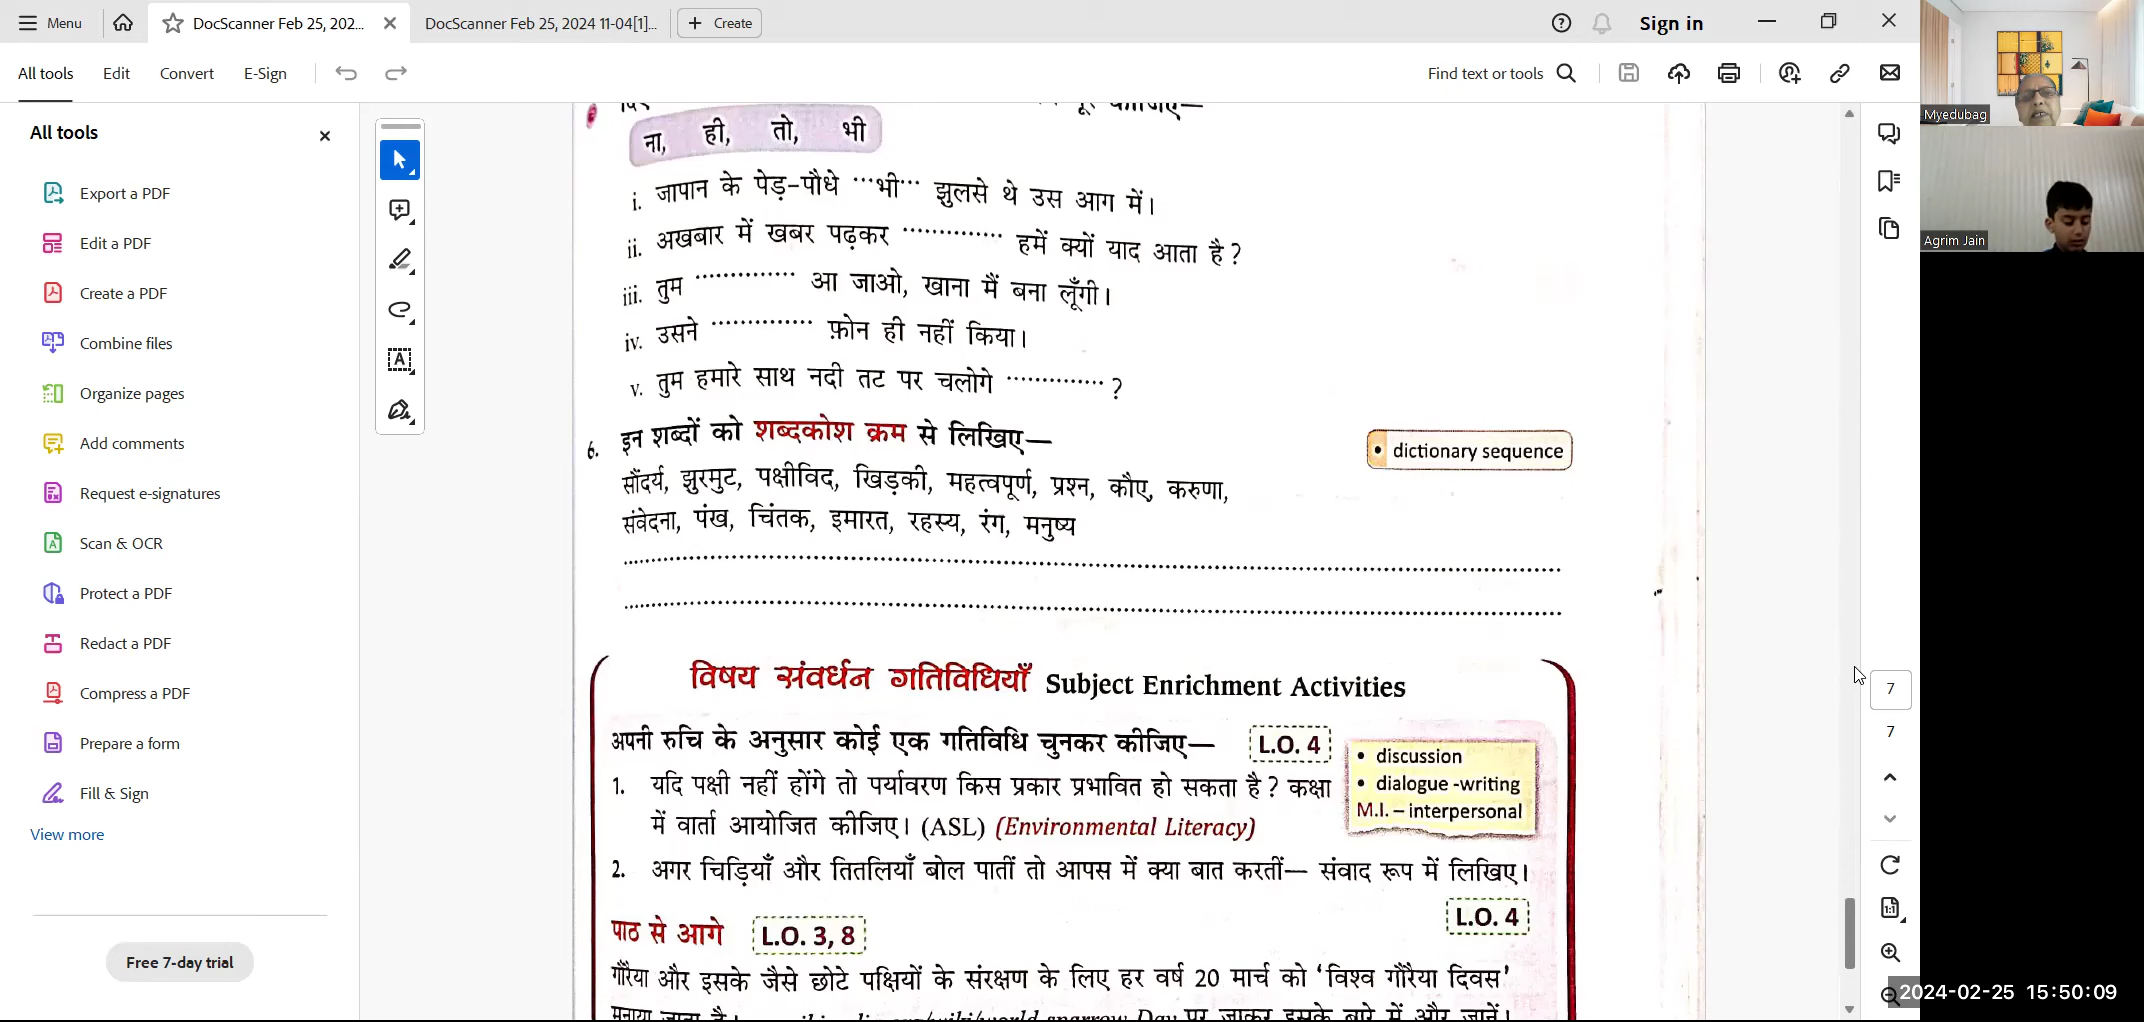 Menu
DocScanner Feb 25, 202...
DocScanner Feb 25, 2024 11-04[1]...
Create
Sign in
All tools
Edit
Convert
E-Sign
Find text or tools
All tools
Export a PDF
Edit a PDF
Create a PDF
Combine files
Organize pages
Add comments
Request e-signatures
Scan & OCR
Protect a PDF
Redact a PDF
Compress a PDF
Prepare a form
Fill & Sign
View more
Free 7-day trial
ना, ही, तो, भी
i. जापान के पेड़-पौधे ···भी··· झुलसे थे उस आग में।
ii. अखबार में खबर पढ़कर ·············· हमें क्यों याद आता है?
iii. तुम ·············· आ जाओ, खाना मैं बना लूँगी।
iv. उसने ·············· फ़ोन ही नहीं किया।
v. तुम हमारे साथ नदी तट पर चलोगे ·············· ?
6. इन शब्दों को शब्दकोश क्रम से लिखिए—
• dictionary sequence
सौंदर्य, झुरमुट, पक्षीविद, खिड़की, महत्वपूर्ण, प्रश्न, कौए, करुणा,
संवेदना, पंख, चिंतक, इमारत, रहस्य, रंग, मनुष्य
विषय संवर्धन गतिविधियाँ Subject Enrichment Activities
अपनी रुचि के अनुसार कोई एक गतिविधि चुनकर कीजिए— L.O. 4
• discussion
• dialogue -writing
M.I. – interpersonal
1. यदि पक्षी नहीं होंगे तो पर्यावरण किस प्रकार प्रभावित हो सकता है? कक्षा
में वार्ता आयोजित कीजिए। (ASL) (Environmental Literacy)
2. अगर चिड़ियाँ और तितलियाँ बोल पातीं तो आपस में क्या बात करतीं— संवाद रूप में लिखिए।
L.O. 4
पाठ से आगे L.O. 3, 8
गौरैया और इसके जैसे छोटे पक्षियों के संरक्षण के लिए हर वर्ष 20 मार्च को ‘विश्व गौरैया दिवस’
पर जाकर इसके बारे में और जानें।
7
7
Myedubag
Agrim Jain
2024-02-25 15:50:09